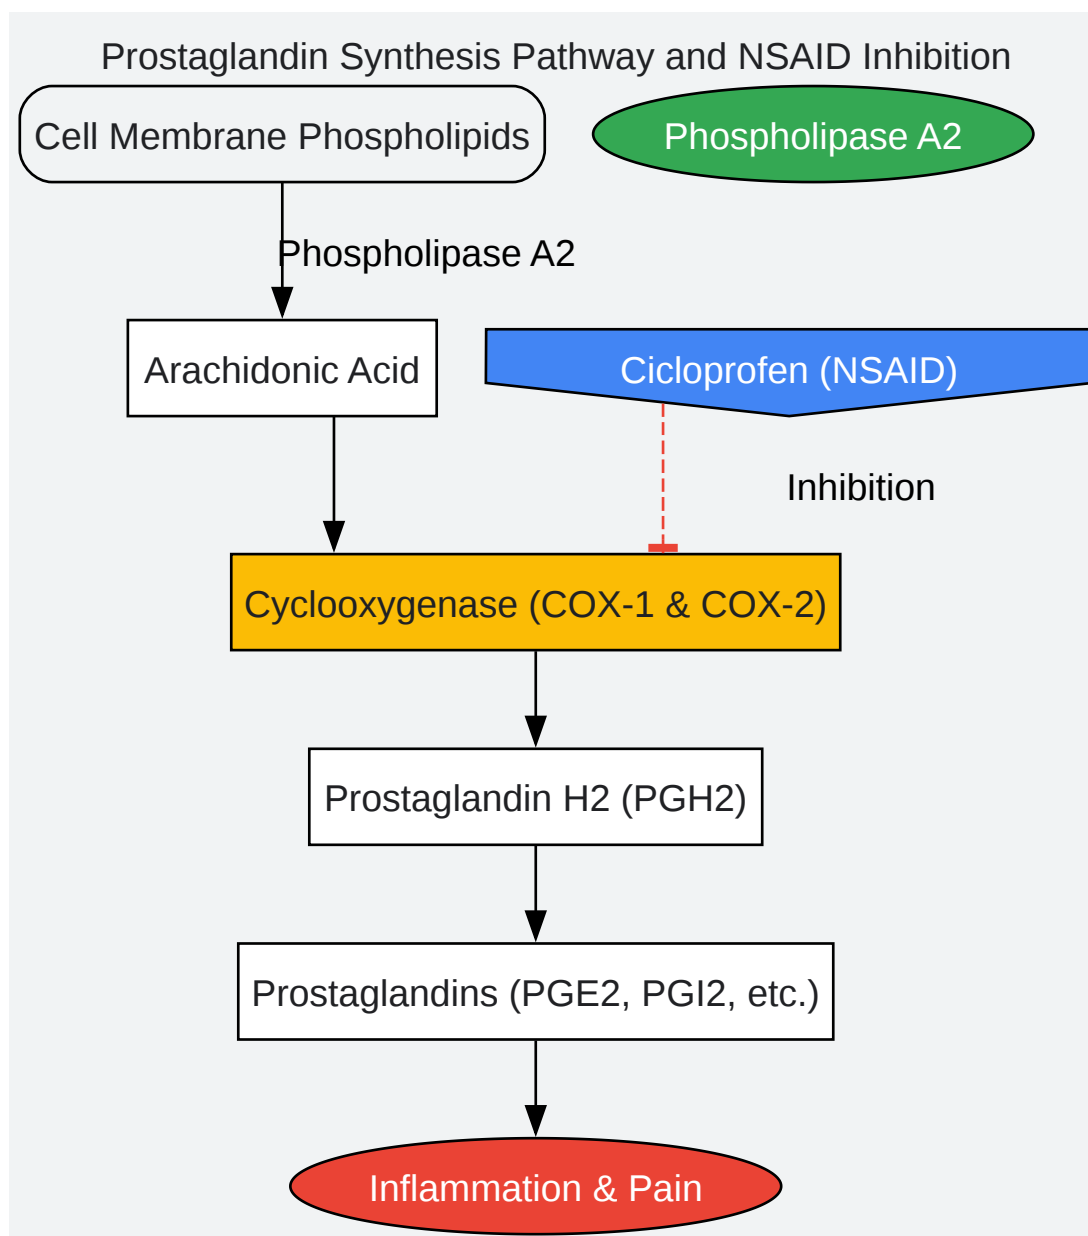 Prostaglandin Synthesis Pathway and NSAID Inhibition
Cell Membrane Phospholipids
Phospholipase A2
Phospholipase A2
Arachidonic Acid
Cicloprofen (NSAID)
Inhibition
Cyclooxygenase (COX-1 & COX-2)
Prostaglandin H2 (PGH2)
Prostaglandins (PGE2, PGI2, etc.)
Inflammation & Pain